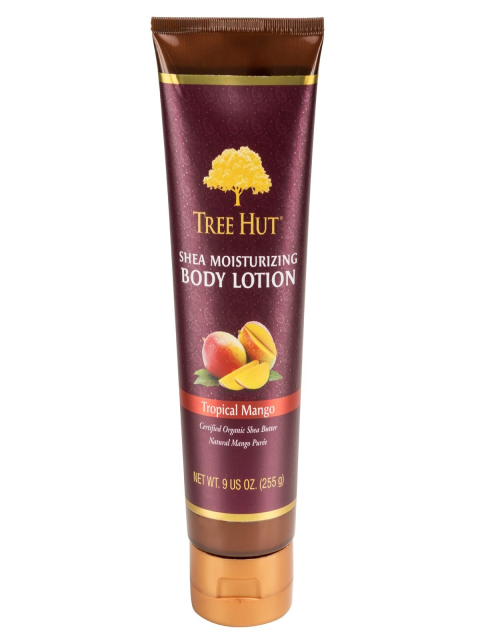 TREE HUT®
SHEA MOISTURIZING
BODY LOTION
Tropical Mango
Certified Organic Shea Butter
Natural Mango Purée
NET WT. 9 US OZ. (255 g)